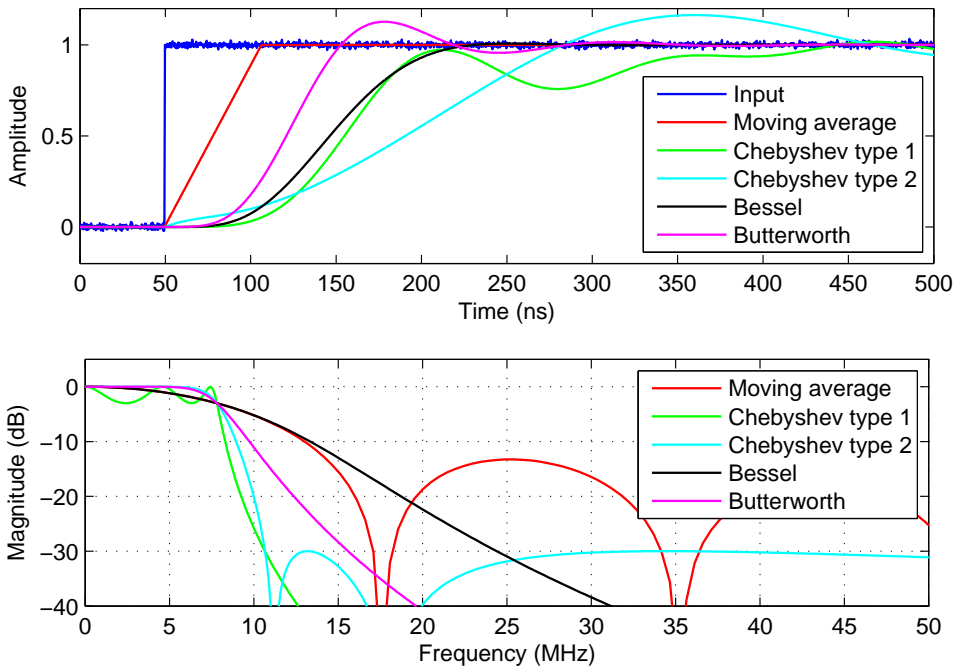 1
0.5
0
Amplitude
Input
Moving average
Chebyshev type 1
Chebyshev type 2
Bessel
Butterworth
0 50 100 150 200 250 300 350 400 450 500
Time (ns)
0
−10
−20
−30
−40
Magnitude (dB)
Moving average
Chebyshev type 1
Chebyshev type 2
Bessel
Butterworth
0 5 10 15 20 25 30 35 40 45 50
Frequency (MHz)